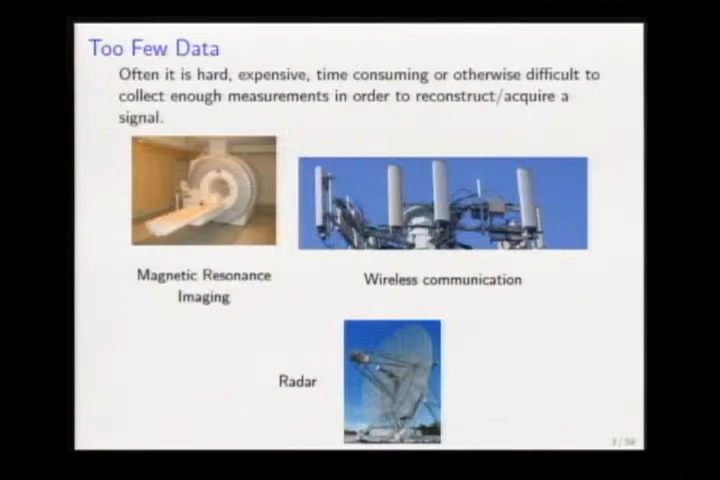 Too Few Data
Often it is hard, expensive, time consuming or otherwise difficult to
collect enough measurements in order to reconstruct/acquire a
signal.
Magnetic Resonance
Imaging
Wireless communication
Radar